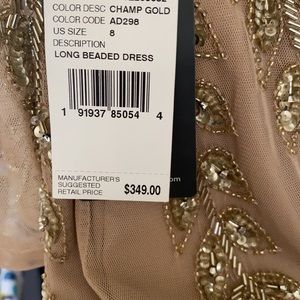 COLOR DESC CHAMP GOLD
COLOR CODE AD298
US SIZE 8
DESCRIPTION
LONG BEADED DRESS
1 91937 85054 4
MANUFACTURER'S
SUGGESTED
RETAIL PRICE $349.00